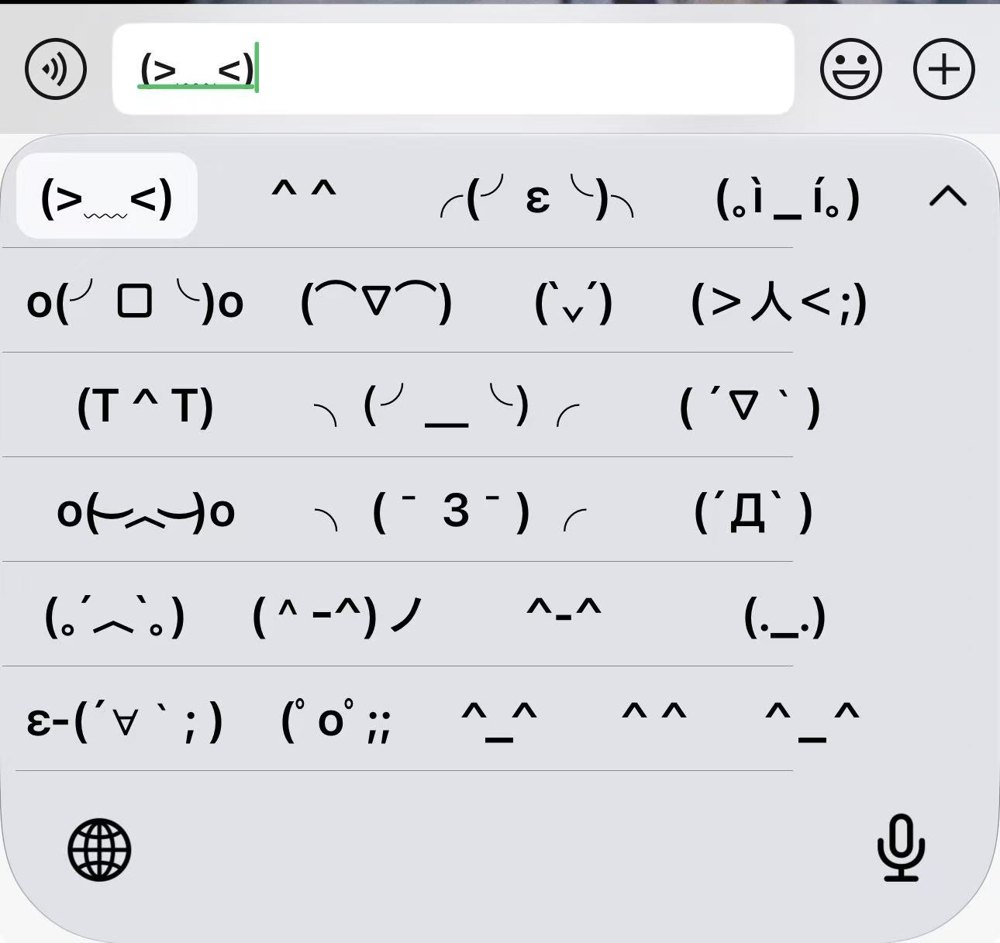 (>﹏<)
(>﹏<) ^ ^ ╭(╯ε╰)╮ (｡ì _ í｡)
o(╯□╰)o (⌒▽⌒) (`ˬ´) (＞人＜;)
(T ^ T) ╮(╯_╰)╭ ( ´▽｀)
o(︶︿︶)o ╮( ￣ 3￣ )╭ (´Д` )
(｡´︿`｡) (＾-^)ノ ^-^ (._.)
ε-(´∀｀; ) (ﾟoﾟ;; ^_^ ^ ^ ^ _ ^